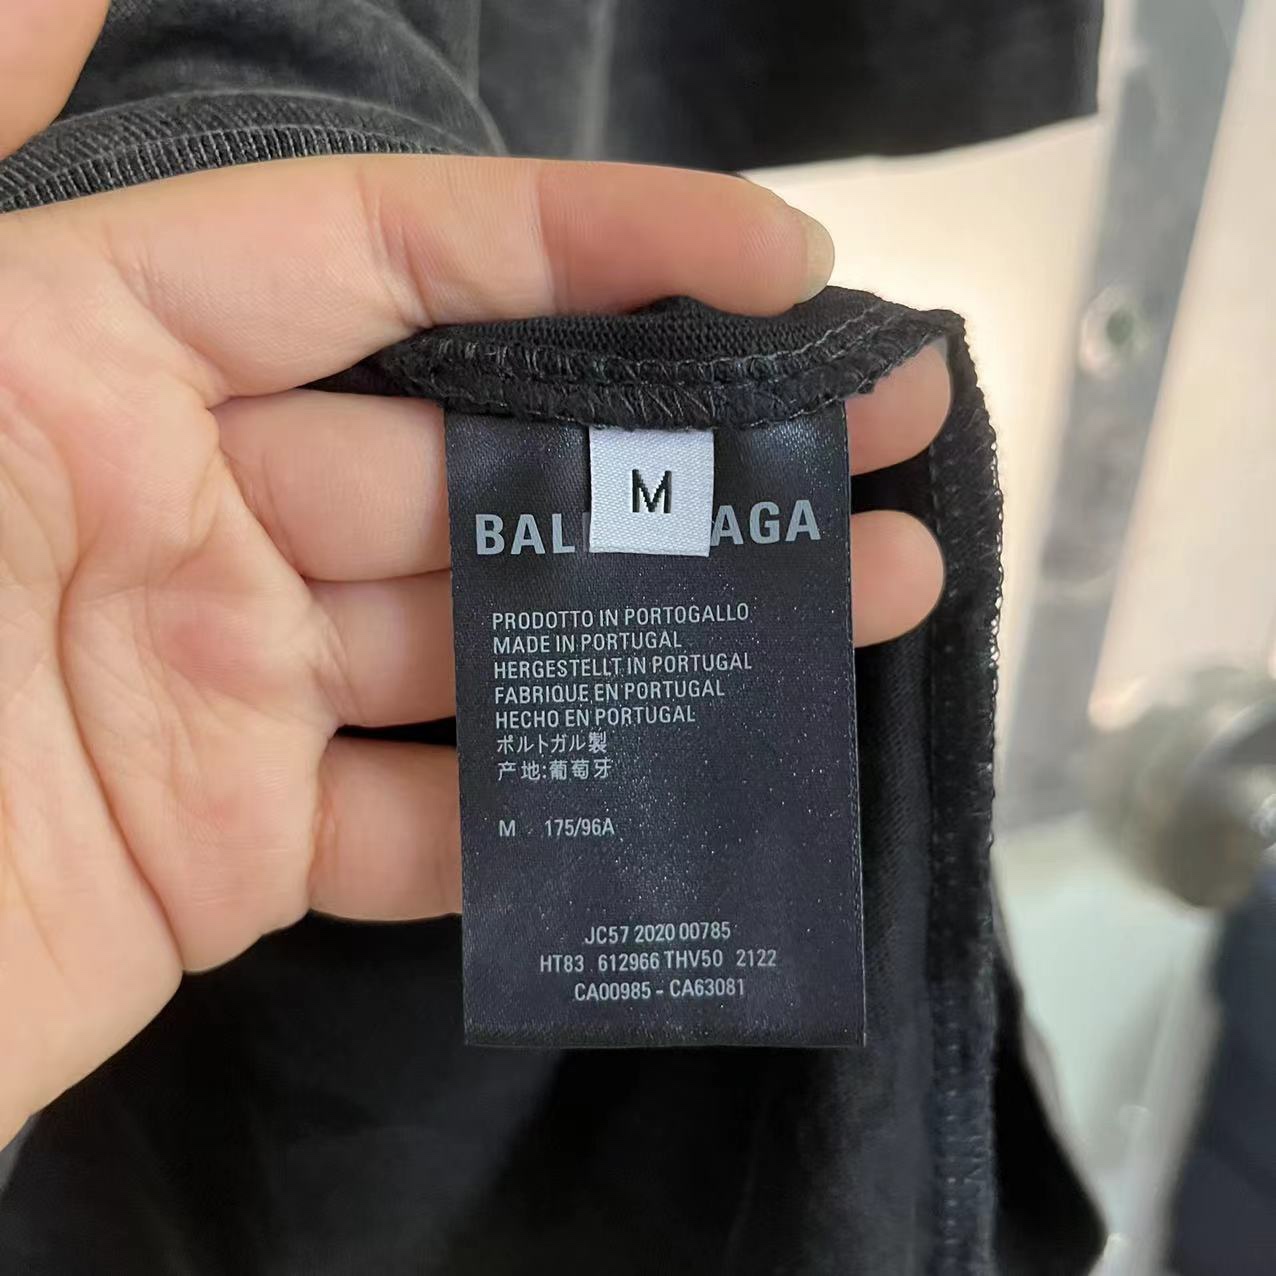 M
BAL AGA
PRODOTTO IN PORTOGALLO
MADE IN PORTUGAL
HERGESTELLT IN PORTUGAL
FABRIQUE EN PORTUGAL
HECHO EN PORTUGAL
ポルトガル製
产地:葡萄牙
M 175/96A
JC57 2020 00785
HT83 612966 THV50 2122
CA00985 - CA63081